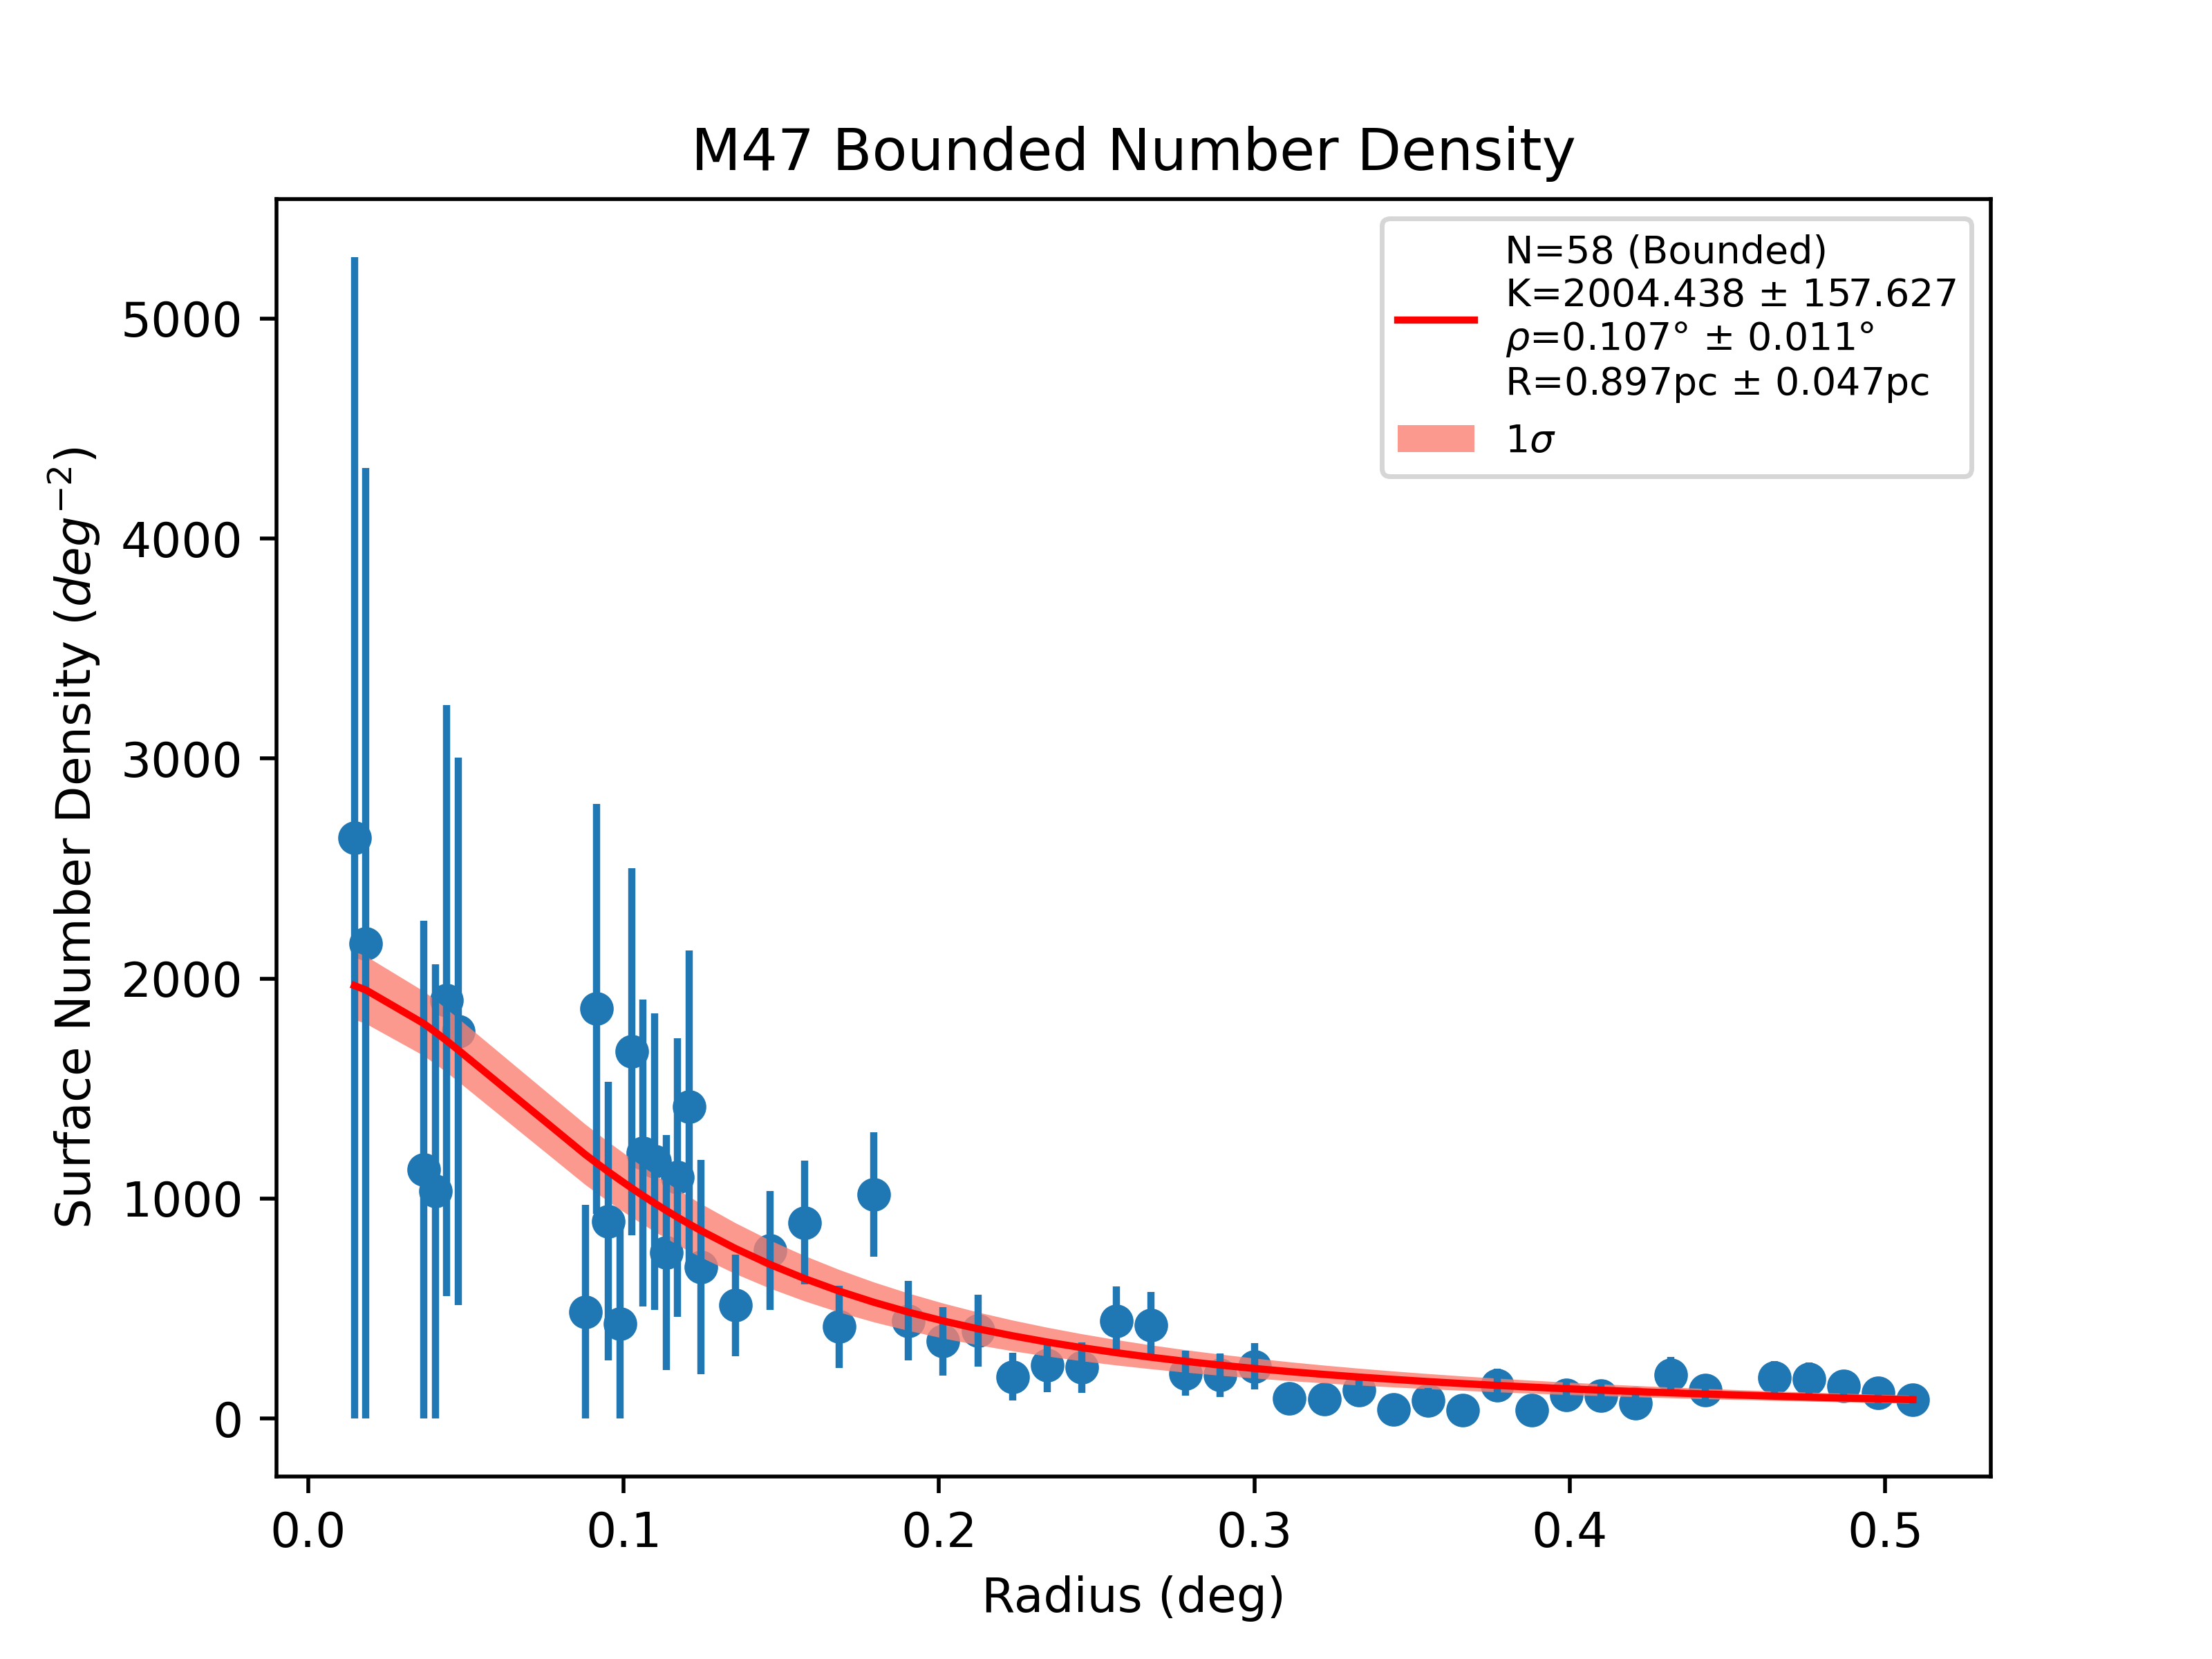 M47 Bounded Number Density
N=58 (Bounded)
K=2004.438 ± 157.627
ρ=0.107° ± 0.011°
R=0.897pc ± 0.047pc
1σ
Surface Number Density (deg⁻²)
5000
4000
3000
2000
1000
0
0.0 0.1 0.2 0.3 0.4 0.5
Radius (deg)